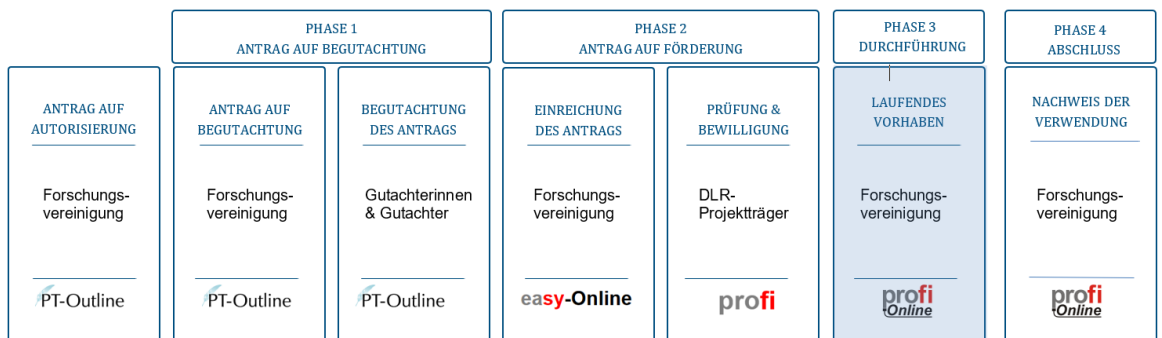 PHASE 1
ANTRAG AUF BEGUTACHTUNG
PHASE 2
ANTRAG AUF FÖRDERUNG
PHASE 3
DURCHFÜHRUNG
PHASE 4
ABSCHLUSS
ANTRAG AUF
AUTORISIERUNG
Forschungs-
vereinigung
PT-Outline
ANTRAG AUF
BEGUTACHTUNG
Forschungs-
vereinigung
PT-Outline
BEGUTACHTUNG
DES ANTRAGS
Gutachterinnen
& Gutachter
PT-Outline
EINREICHUNG
DES ANTRAGS
Forschungs-
vereinigung
easy-Online
PRÜFUNG &
BEWILLIGUNG
DLR-
Projektträger
profi
LAUFENDES
VORHABEN
Forschungs-
vereinigung
profi
-Online
NACHWEIS DER
VERWENDUNG
Forschungs-
vereinigung
profi
-Online